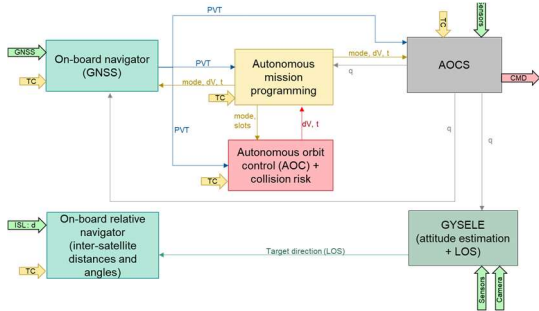 PVT
GNSS
TC
On-board navigator
(GNSS)
PVT
mode, dV, t
TC
Autonomous
mission
programming
mode, dV, t
q
TC
AOCS
CMD
mode,
slots
dV, t
PVT
TC
Autonomous orbit
control (AOC) +
collision risk
q
q
ISL : d
TC
On-board relative
navigator
(inter-satellite
distances and
angles)
Target direction (LOS)
GYSELE
(attitude estimation
+ LOS)
Sensors
Camera